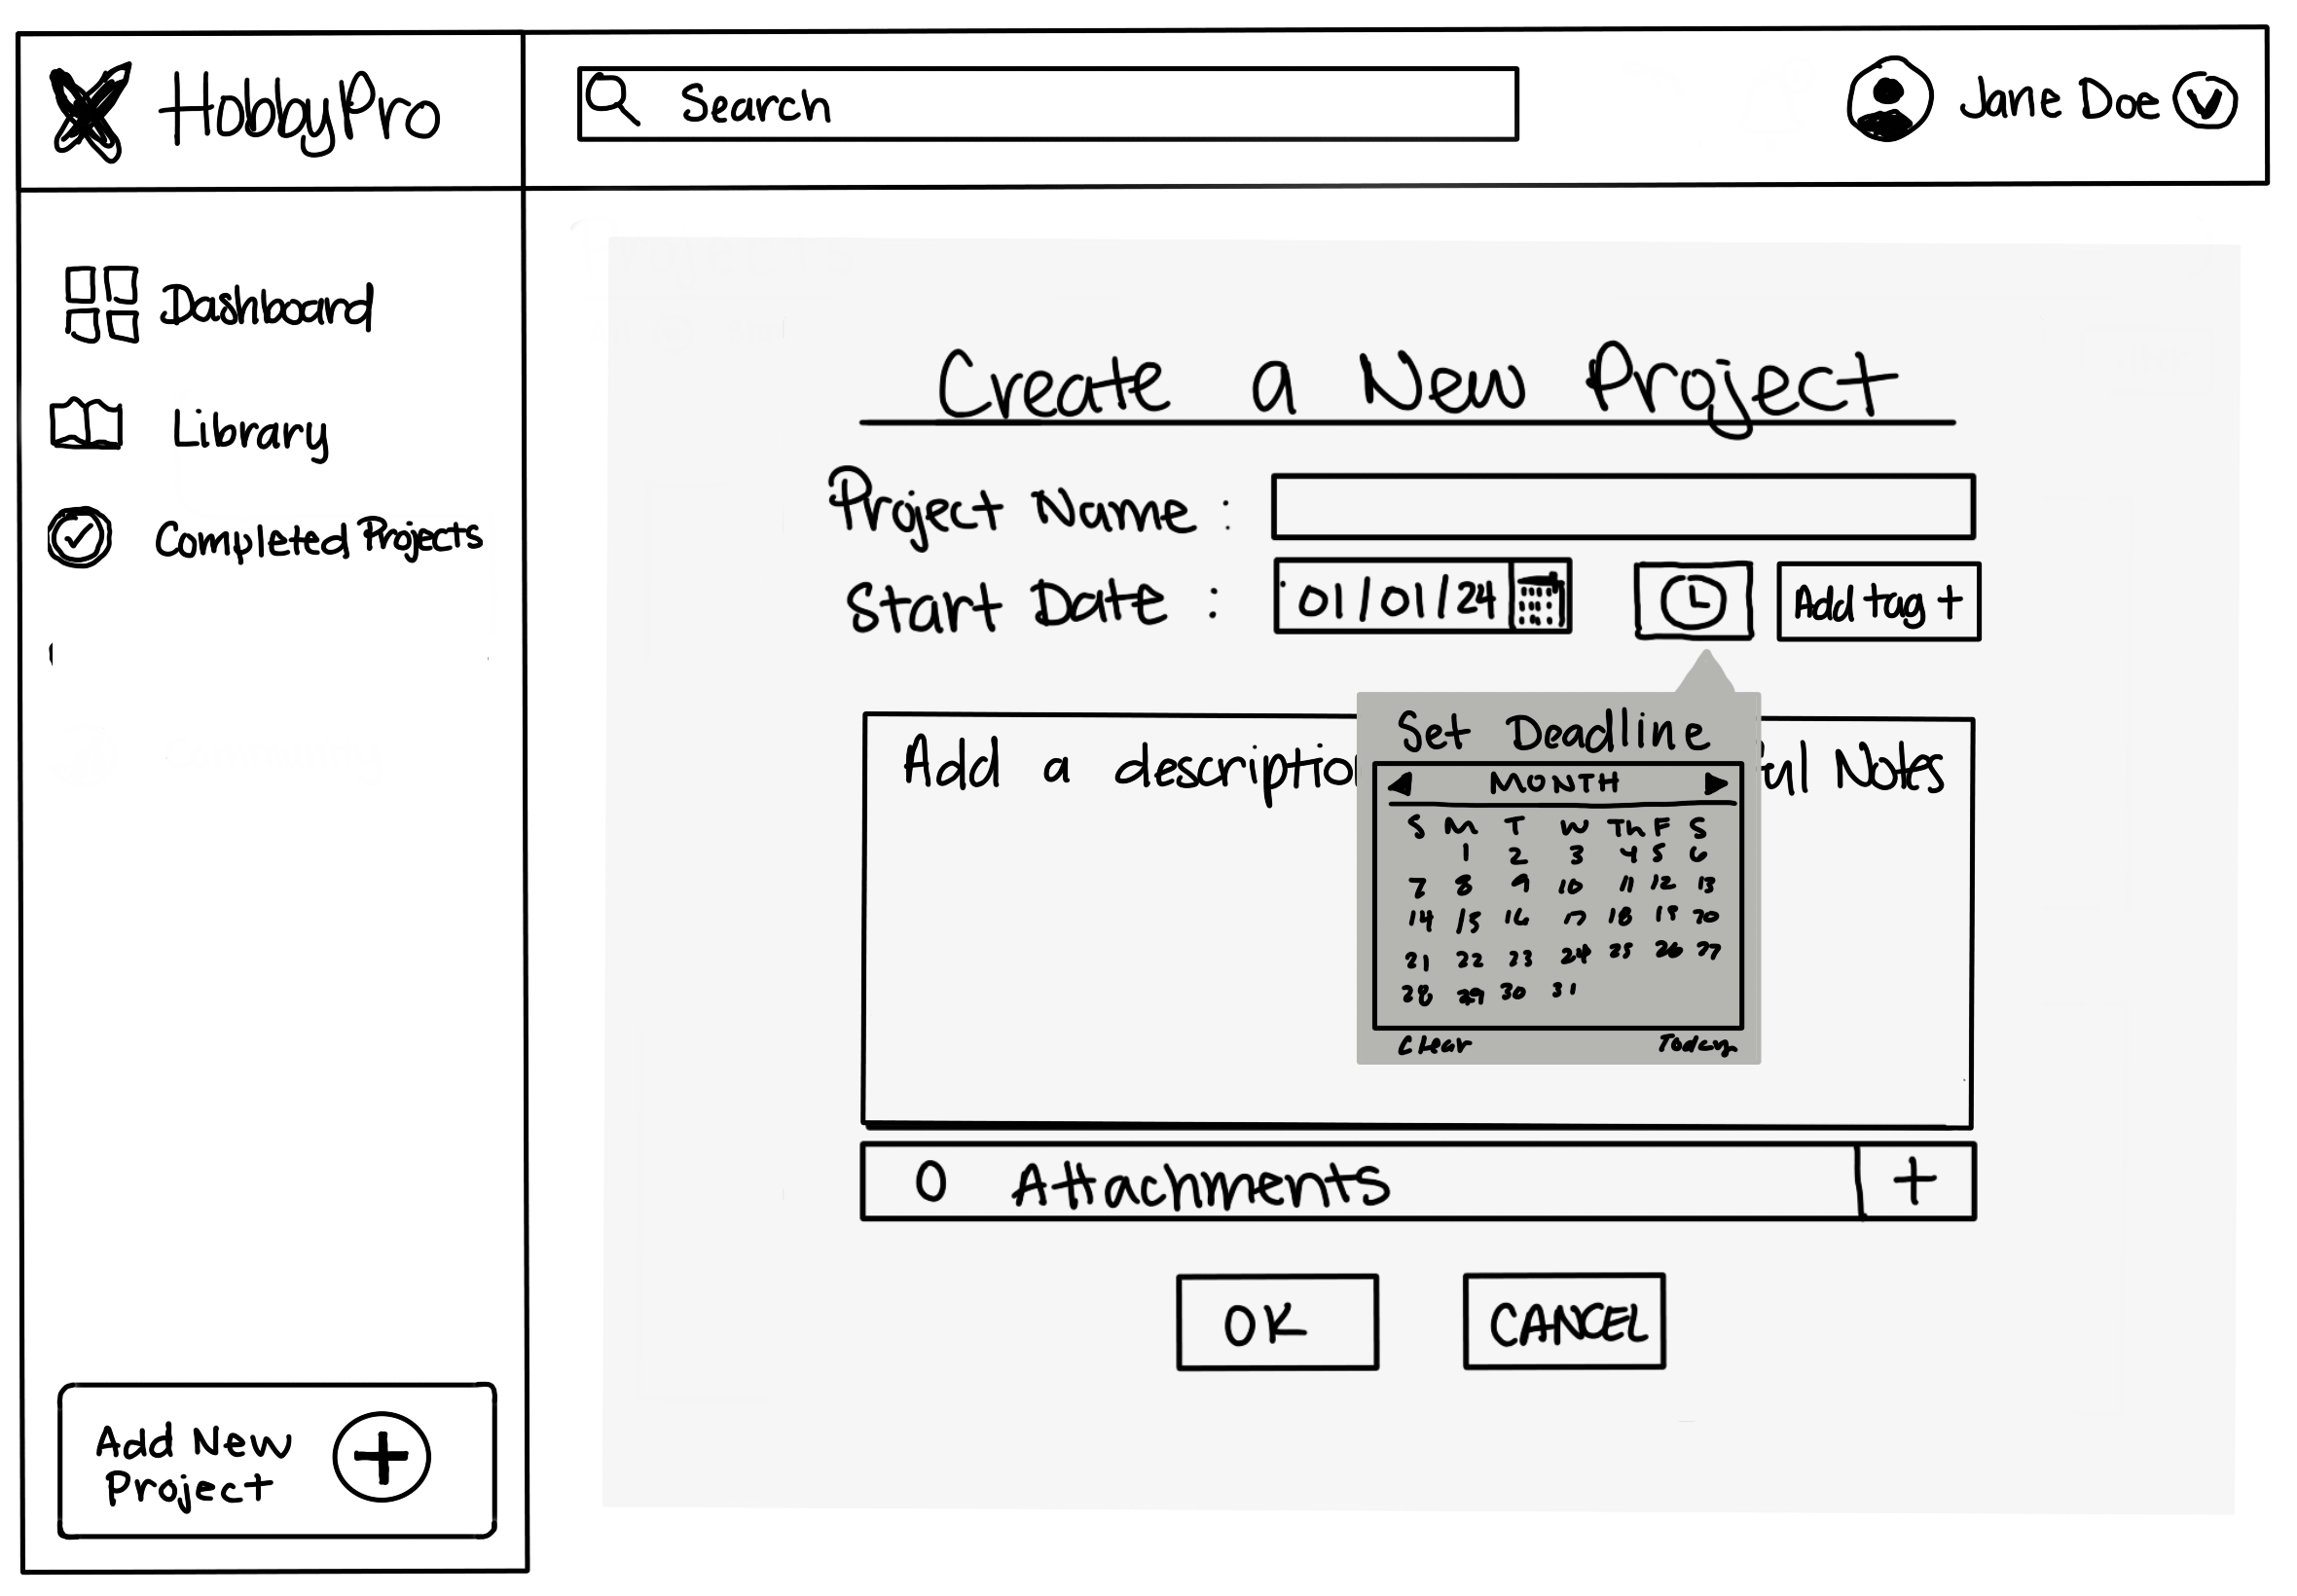 HobbyPro
Search
Jane Doe
Dashboard
Library
Completed Projects
Add New
Project
Create a New Project
Project Name :
Start Date : 01/01/24
Add tag +
Add a descriptio
ul Notes
Set Deadline
MONTH
S M T W Th F S
1 2 3 4 5 6
7 8 9 10 11 12 13
14 15 16 17 18 19 20
21 22 23 24 25 26 27
28 29 30 31
Clear Today
0 Attachments +
OK
CANCEL